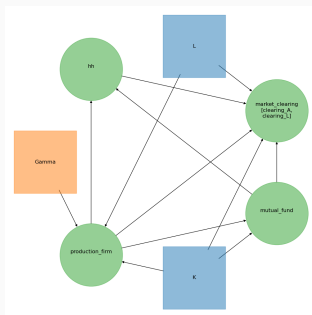 L
hh
market_clearing
[clearing_A,
clearing_L]
Gamma
mutual_fund
production_firm
K